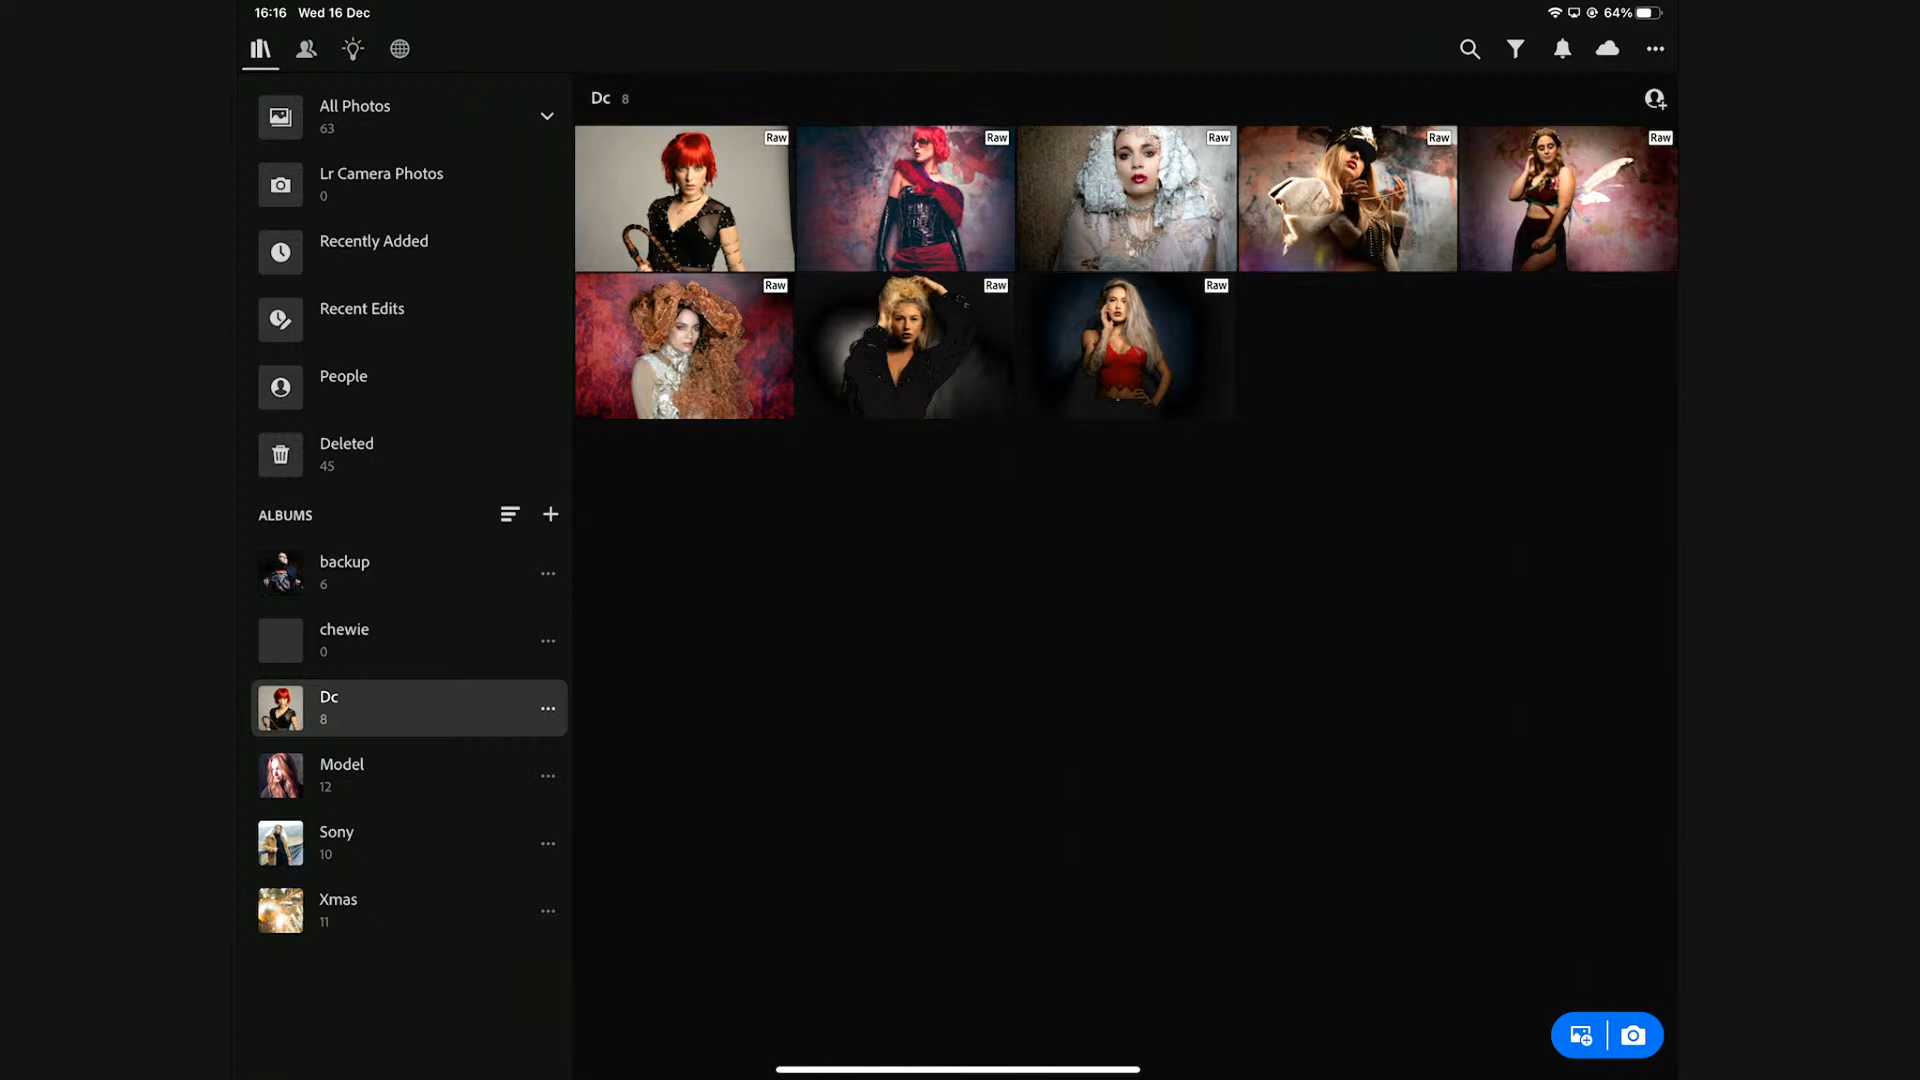 16:16 Wed 16 Dec
64%
All Photos
63
Lr Camera Photos
0
Recently Added
Recent Edits
People
Deleted
45
ALBUMS
backup
6
chewie
0
Dc
8
Model
12
Sony
10
Xmas
11
Dc 8
Raw Raw Raw Raw Raw
Raw Raw Raw